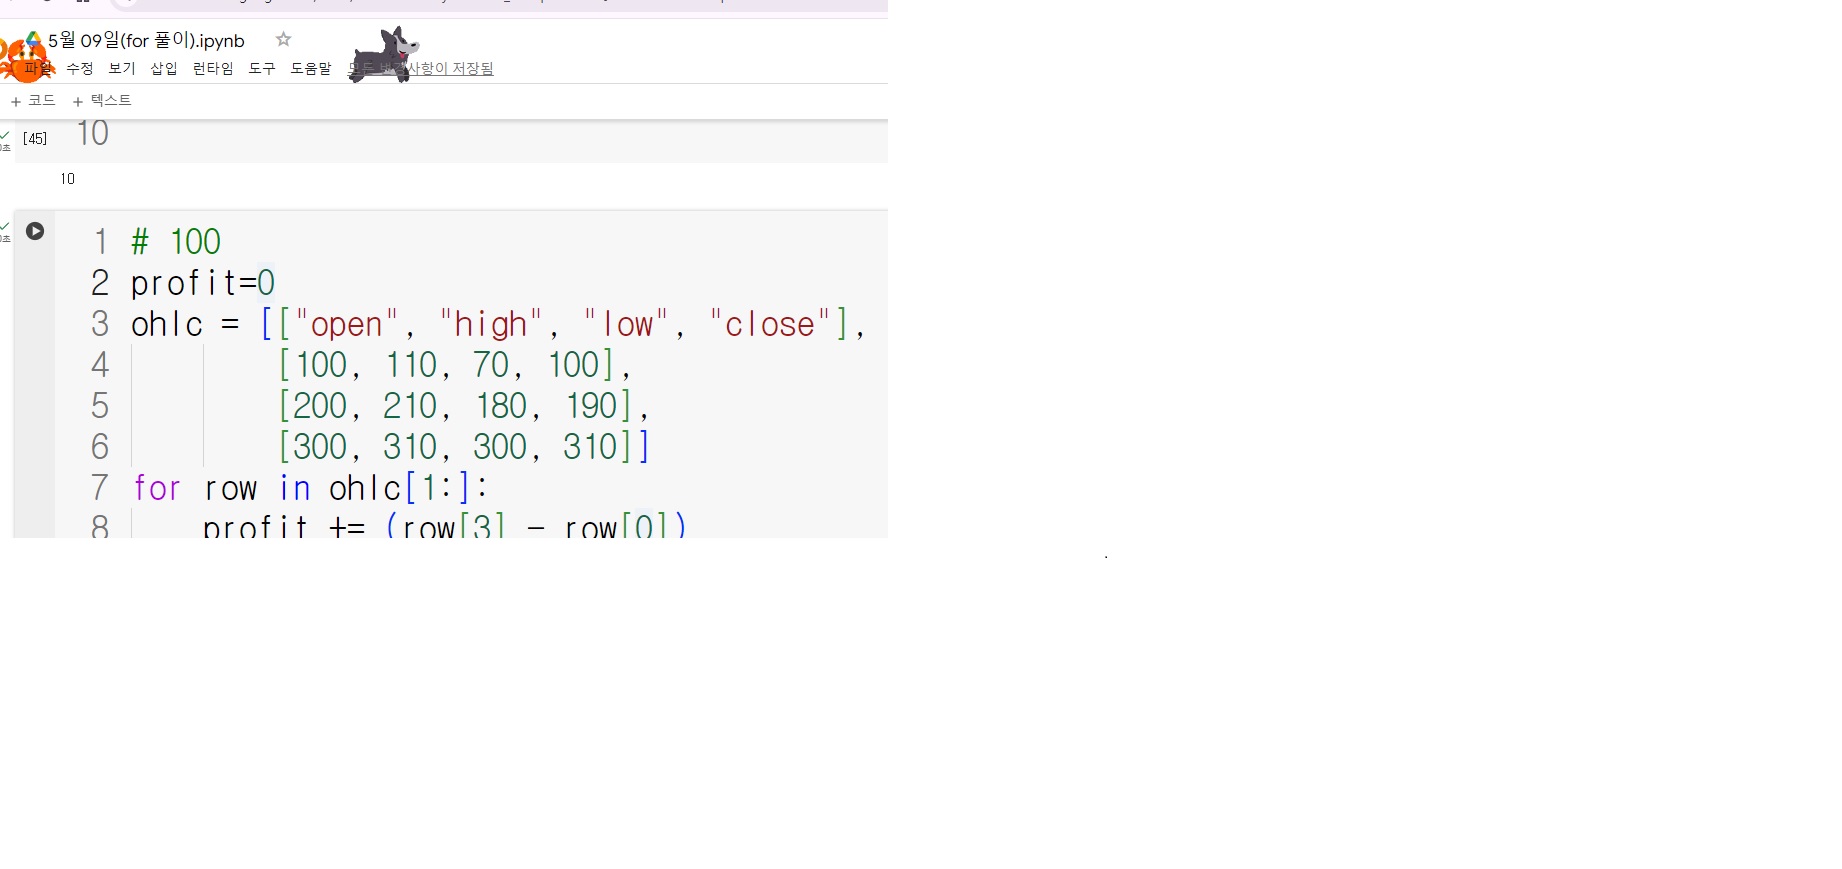 5월 09일(for 풀이).ipynb
파일 수정 보기 삽입 런타임 도구 도움말 모든 변경사항이 저장됨
+ 코드 + 텍스트
[45] 10
10
1 # 100
2 profit=0
3 ohlc = [["open", "high", "low", "close"],
4 [100, 110, 70, 100],
5 [200, 210, 180, 190],
6 [300, 310, 300, 310]]
7 for row in ohlc[1:]:
8 profit += (row[3] - row[0])